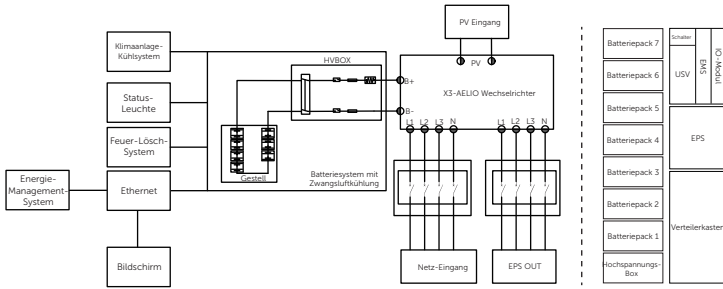 PV Eingang
PV
B+
X3-AELIO Wechselrichter
B-
L1 L2 L3 N
L1 L2 L3 N
Klimaanlage-
Kühlsystem
HVBOX
Status-
Leuchte
Feuer-Lösch-
System
Gestell
Batteriesystem mit
Zwangsluftkühlung
Energie-
Management-
System
Ethernet
Bildschirm
Netz-Eingang
EPS OUT
Batteriepack 7
Batteriepack 6
Batteriepack 5
Batteriepack 4
Batteriepack 3
Batteriepack 2
Batteriepack 1
Hochspannungs-
Box
Schalter
USV
EMS
IO-Modul
EPS
Verteilerkasten